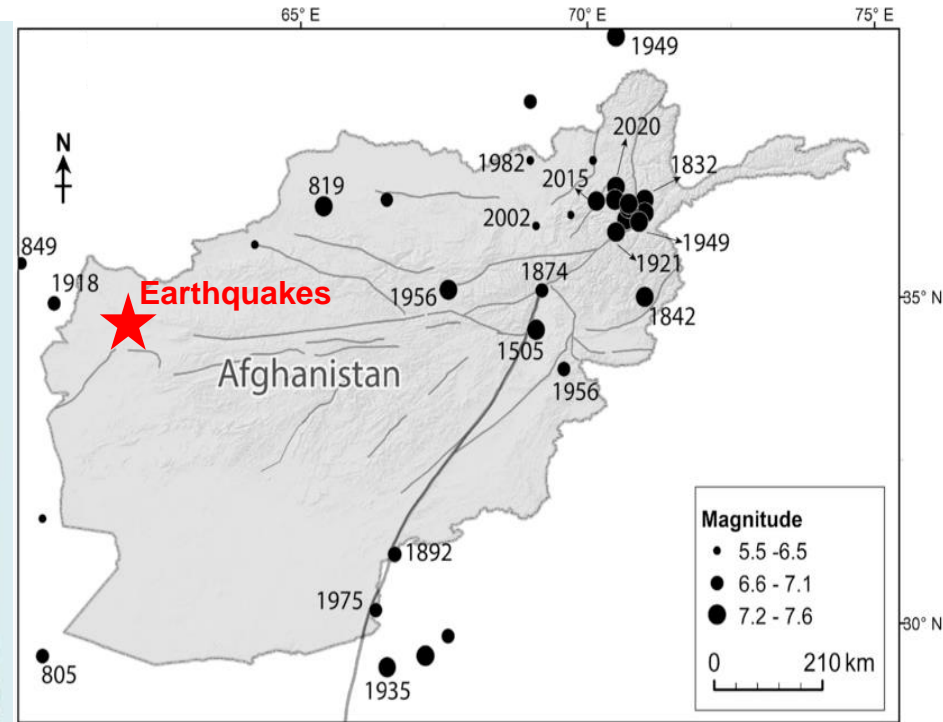 65° E
70° E
75° E
1949
N
2020
1982
1832
2015
819
2002
849
1949
1874
1921
1918
Earthquakes
1956
35° N
1842
1505
Afghanistan
1956
Magnitude
1892
5.5 -6.5
6.6 - 7.1
1975
7.2 - 7.6
30° N
0 210 km
805
1935